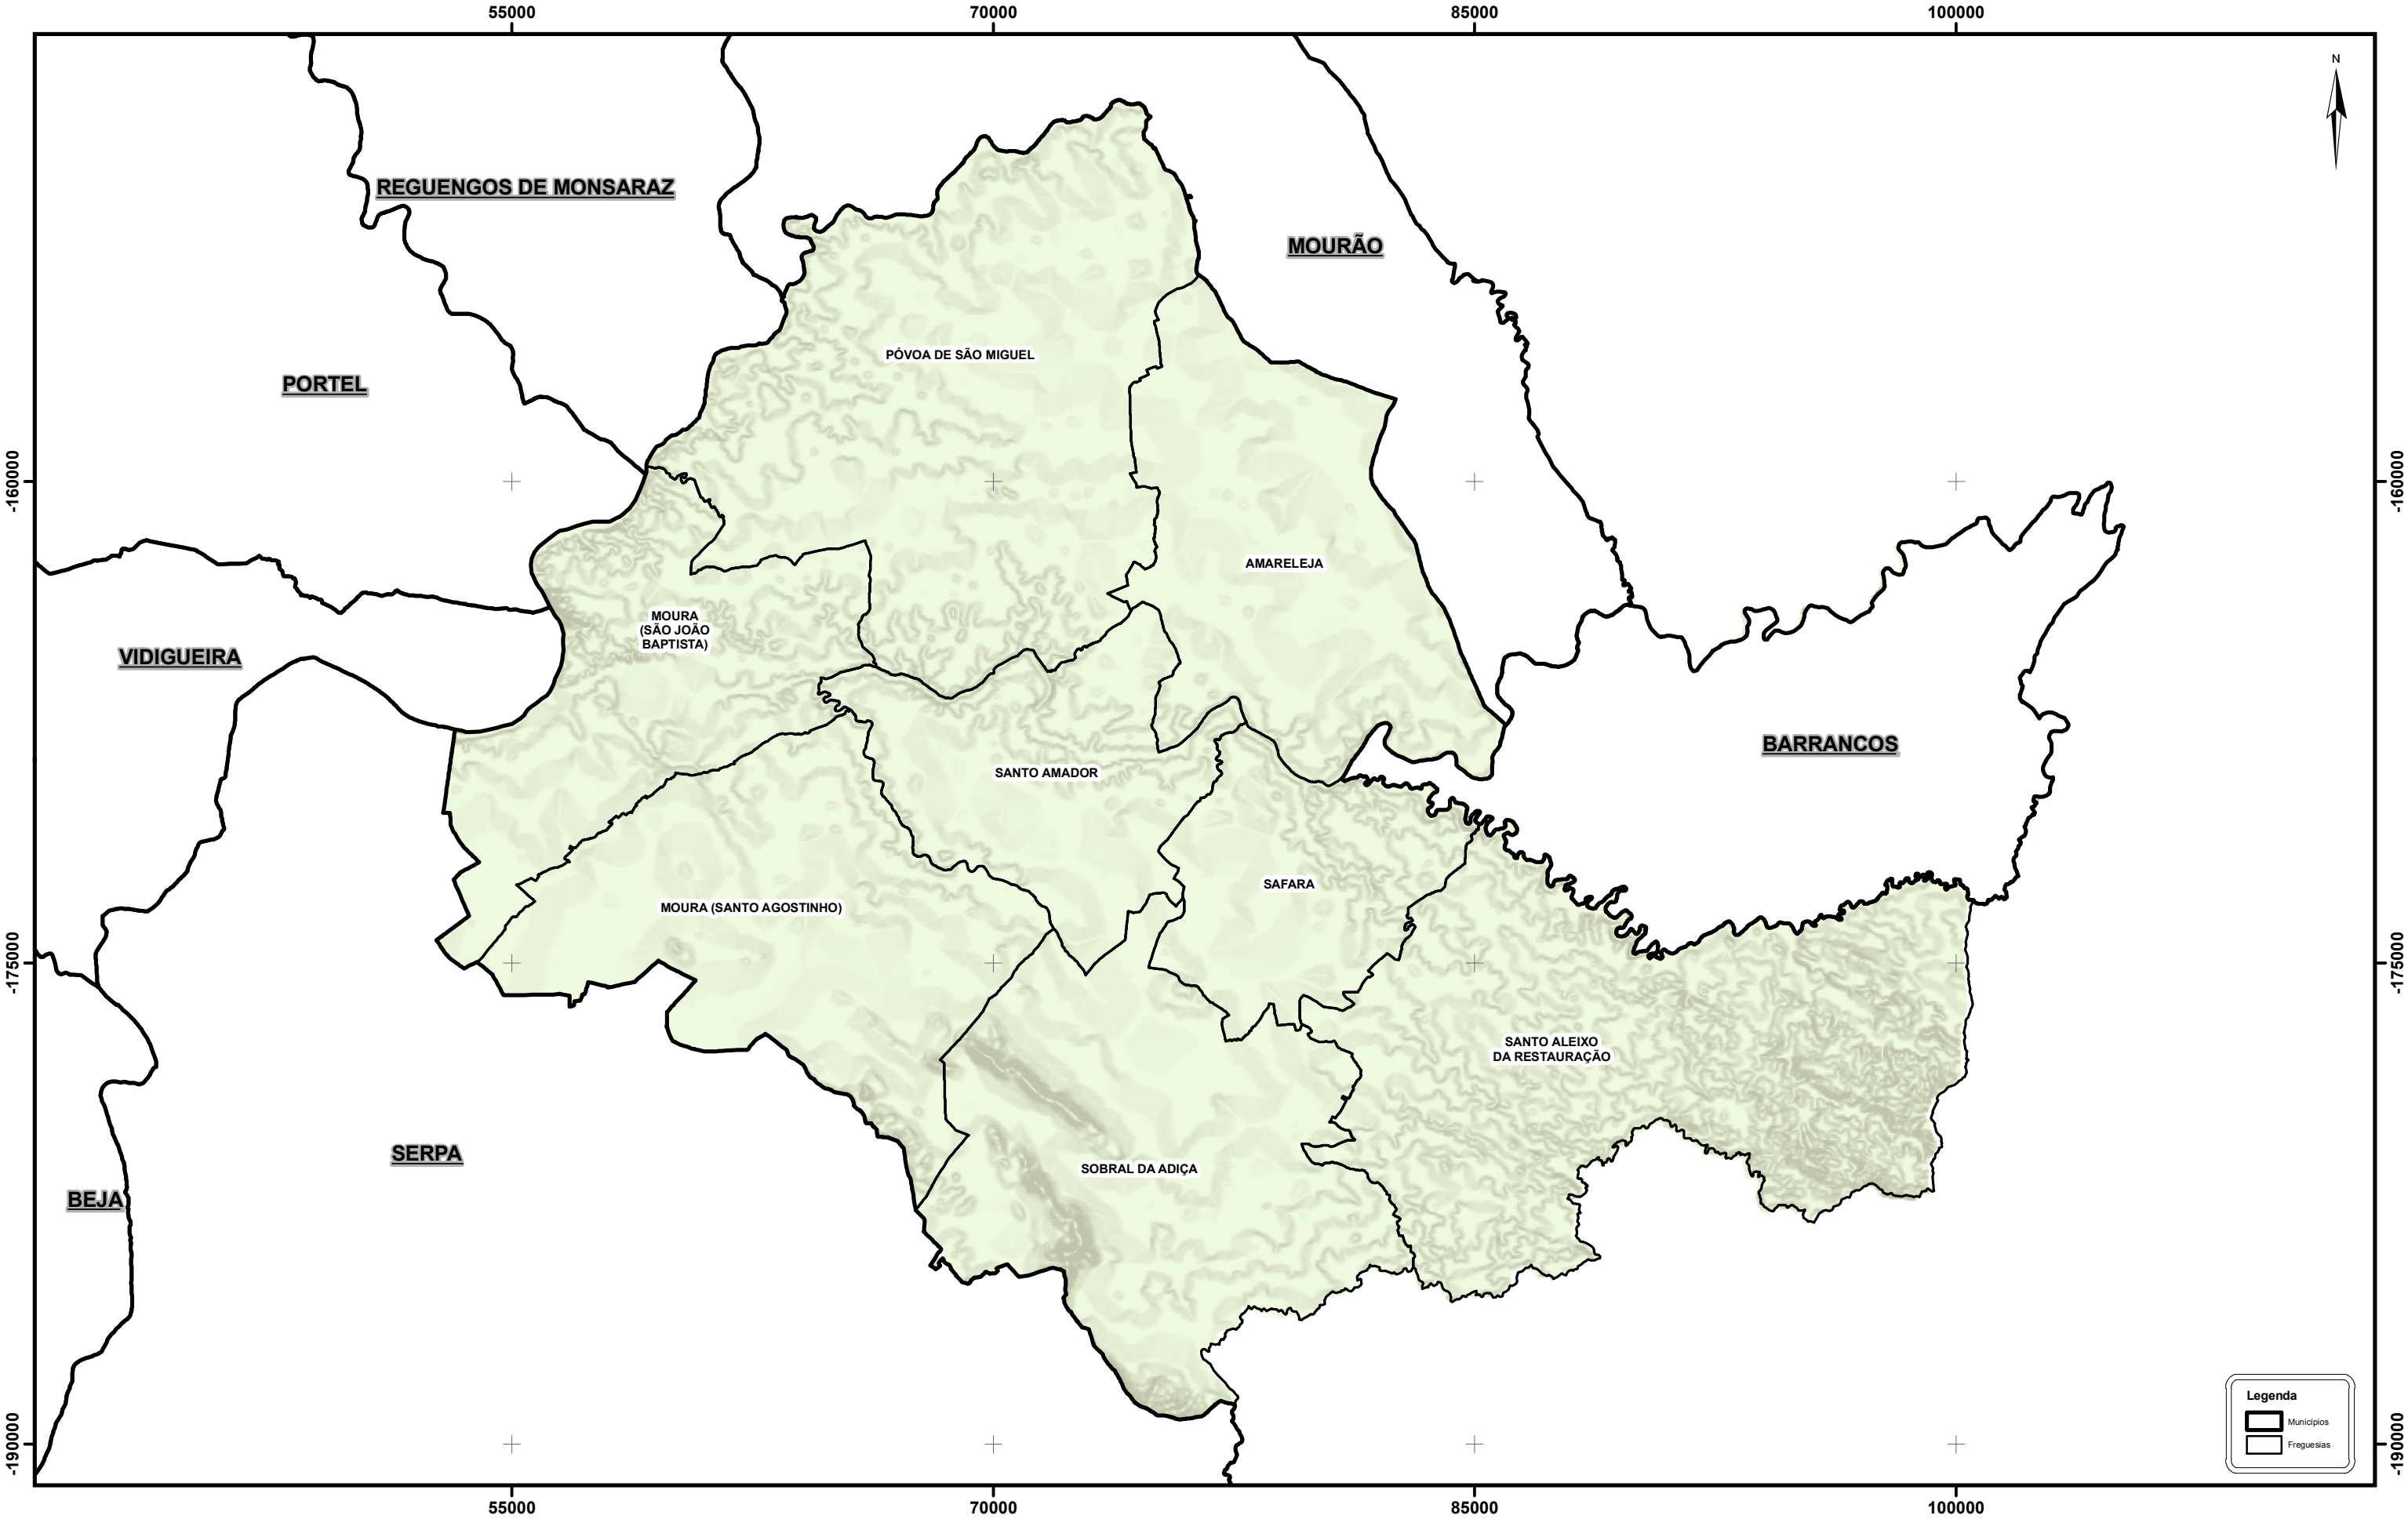 55000 70000 85000 100000
N
REGUENGOS DE MONSARAZ
MOURÃO
PÓVOA DE SÃO MIGUEL
PORTEL
-160000 -160000
AMARELEJA
MOURA
(SÃO JOÃO
BAPTISTA)
VIDIGUEIRA
BARRANCOS
SANTO AMADOR
SAFARA
MOURA (SANTO AGOSTINHO)
-175000 -175000
SANTO ALEIXO
DA RESTAURAÇÃO
SERPA
SOBRAL DA ADIÇA
BEJA
Legenda
Municípios
Freguesias
-190000 -190000
55000 70000 85000 100000